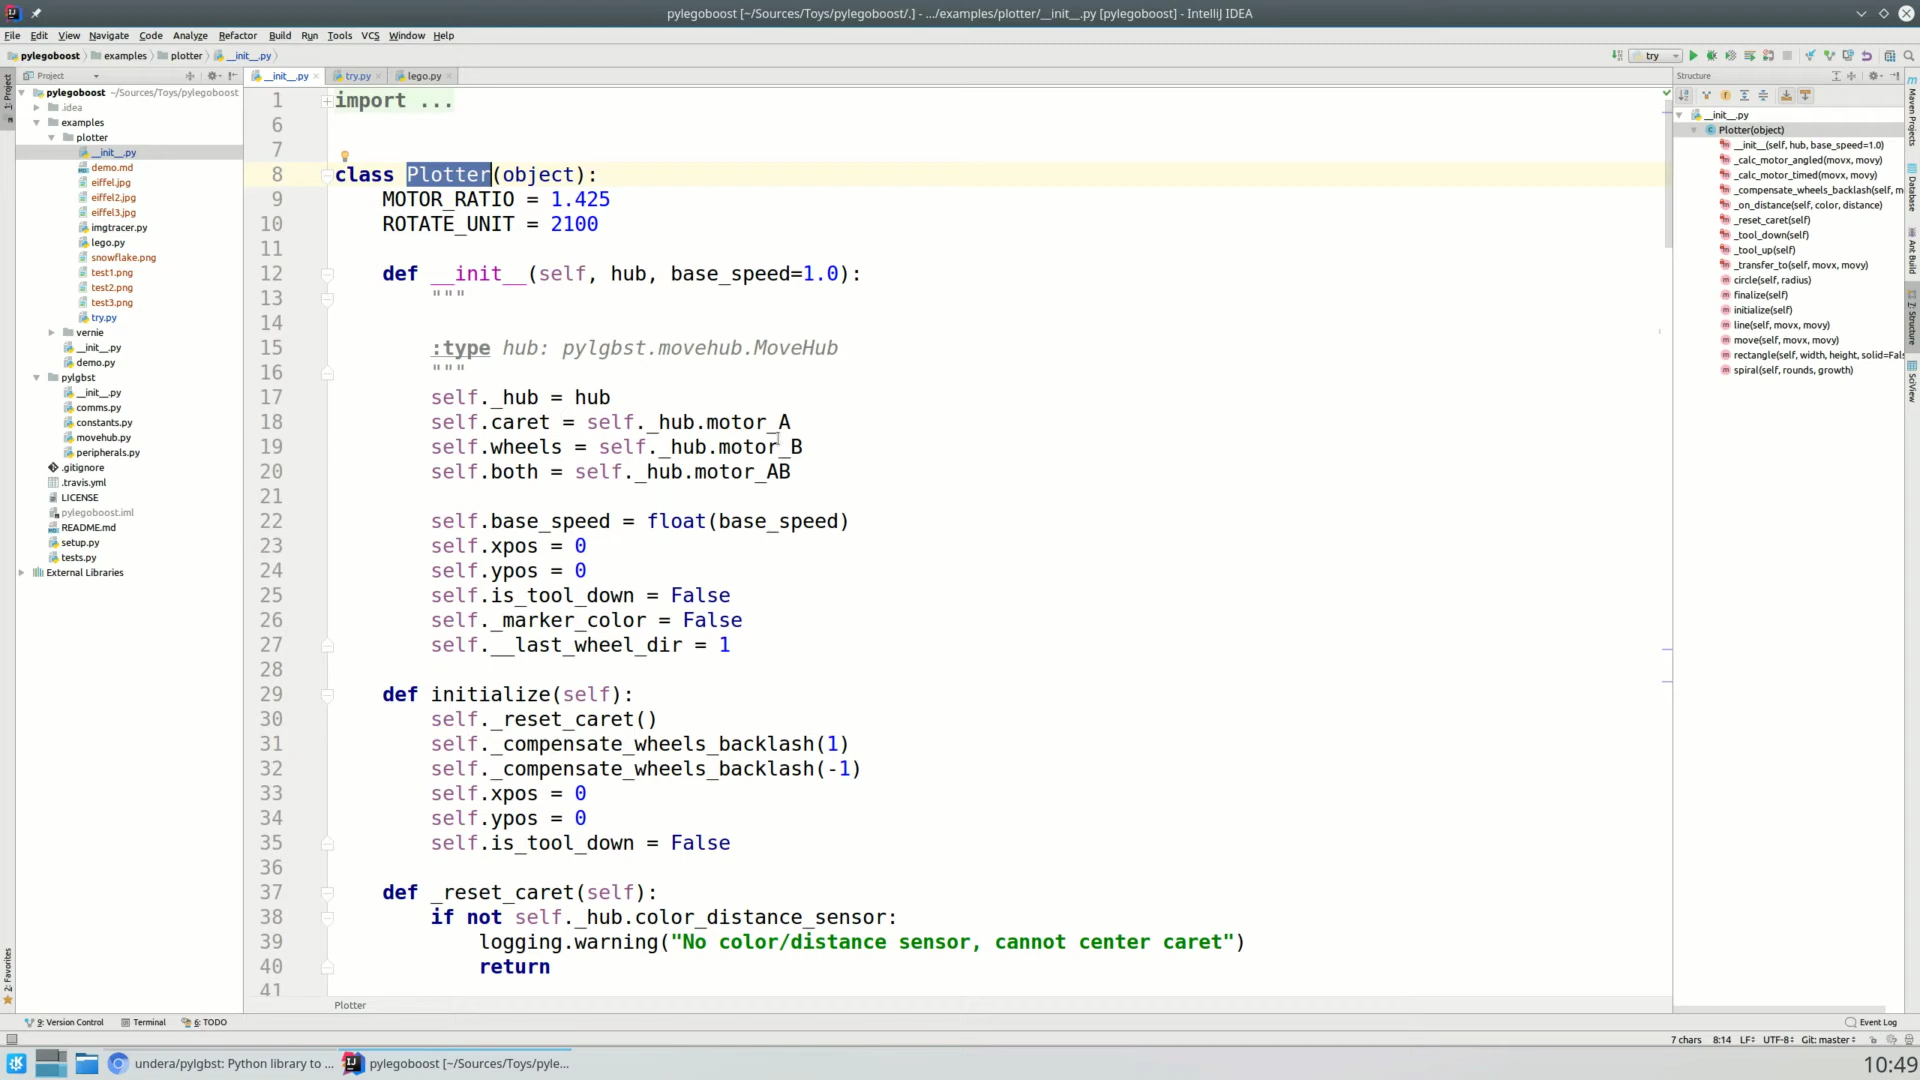 pylegoboost [~/Sources/Toys/pylegoboost/.] - .../examples/plotter/__init__.py [pylegoboost] - IntelliJ IDEA
File Edit View Navigate Code Analyze Refactor Build Run Tools VCS Window Help
pylegoboost examples plotter __init__.py
try
Project
__init__.py
try.py
lego.py
Structure
1: Project
pylegoboost ~/Sources/Toys/pylegoboost
.idea
examples
plotter
__init__.py
demo.md
eiffel.jpg
eiffel2.jpg
eiffel3.jpg
imgtracer.py
lego.py
snowflake.png
test1.png
test2.png
test3.png
try.py
vernie
__init__.py
demo.py
pylgbst
__init__.py
comms.py
constants.py
movehub.py
peripherals.py
.gitignore
.travis.yml
LICENSE
pylegoboost.iml
README.md
setup.py
tests.py
External Libraries
2: Favorites
1 import ...
6
7
8 class Plotter(object):
9 MOTOR_RATIO = 1.425
10 ROTATE_UNIT = 2100
11
12 def __init__(self, hub, base_speed=1.0):
13 """
14
15 :type hub: pylgbst.movehub.MoveHub
16 """
17 self._hub = hub
18 self.caret = self._hub.motor_A
19 self.wheels = self._hub.motor_B
20 self.both = self._hub.motor_AB
21
22 self.base_speed = float(base_speed)
23 self.xpos = 0
24 self.ypos = 0
25 self.is_tool_down = False
26 self._marker_color = False
27 self.__last_wheel_dir = 1
28
29 def initialize(self):
30 self._reset_caret()
31 self._compensate_wheels_backlash(1)
32 self._compensate_wheels_backlash(-1)
33 self.xpos = 0
34 self.ypos = 0
35 self.is_tool_down = False
36
37 def _reset_caret(self):
38 if not self._hub.color_distance_sensor:
39 logging.warning("No color/distance sensor, cannot center caret")
40 return
41
Plotter
__init__.py
Plotter(object)
__init__(self, hub, base_speed=1.0)
_calc_motor_angled(movx, movy)
_calc_motor_timed(movx, movy)
_compensate_wheels_backlash(self, m
_on_distance(self, color, distance)
_reset_caret(self)
_tool_down(self)
_tool_up(self)
_transfer_to(self, movx, movy)
circle(self, radius)
finalize(self)
initialize(self)
line(self, movx, movy)
move(self, movx, movy)
rectangle(self, width, height, solid=Fals
spiral(self, rounds, growth)
Maven Projects
Database
Ant Build
7: Structure
SciView
9: Version Control Terminal 6: TODO
Event Log
7 chars 8:14 LF÷ UTF-8÷ Git: master÷
undera/pylgbst: Python library to ...
pylegoboost [~/Sources/Toys/pyle...
10:49